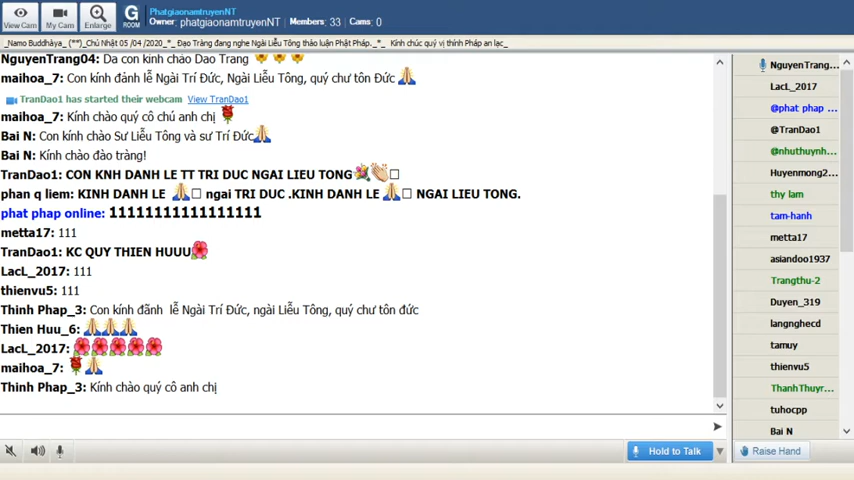 View Cam
My Cam
Enlarge
G
ROOM
PhatgiaonamtruyenNT
Owner: phatgiaonamtruyenNT | Members: 33 | Cams: 0
_Namo Buddhàya_ (**)_Chủ Nhật 05 /04 /2020_*_ Đạo Tràng đang nghe Ngài Liễu Tông thảo luận Phật Pháp._*_ Kính chúc quý vị thính Pháp an lạc_
NguyenTrang04: Dạ con kính chào Đạo Tràng
maihoa_7: Con kính đảnh lễ Ngài Trí Đức, Ngài Liễu Tông, quý chư tôn Đức
TranDao1 has started their webcam View TranDao1
maihoa_7: Kính chào quý cô chú anh chị
Bai N: Con kính chào Sư Liễu Tông và sư Trí Đức
Bai N: Kính chào đào tràng!
TranDao1: CON KNH DANH LE TT TRI DUC NGAI LIEU TONG
phan q liem: KINH DANH LE ngai TRI DUC .KINH DANH LE NGAI LIEU TONG.
phat phap online: 11111111111111111
metta17: 111
TranDao1: KC QUY THIEN HUUU
LacL_2017: 111
thienvu5: 111
Thinh Phap_3: Con kính đãnh lễ Ngài Trí Đức, ngài Liễu Tông, quý chư tôn đức
Thien Huu_6:
LacL_2017:
maihoa_7:
Thinh Phap_3: Kính chào quý cô anh chị
Hold to Talk
NguyenTrang...
LacL_2017
@phat phap ...
@TranDao1
@nhuthuynh...
Huyenmong2...
thy lam
tam-hanh
metta17
asiandoo1937
Trangthu-2
Duyen_319
langnghecd
tamuy
thienvu5
ThanhThuyr...
tuhocpp
Bai N
Raise Hand